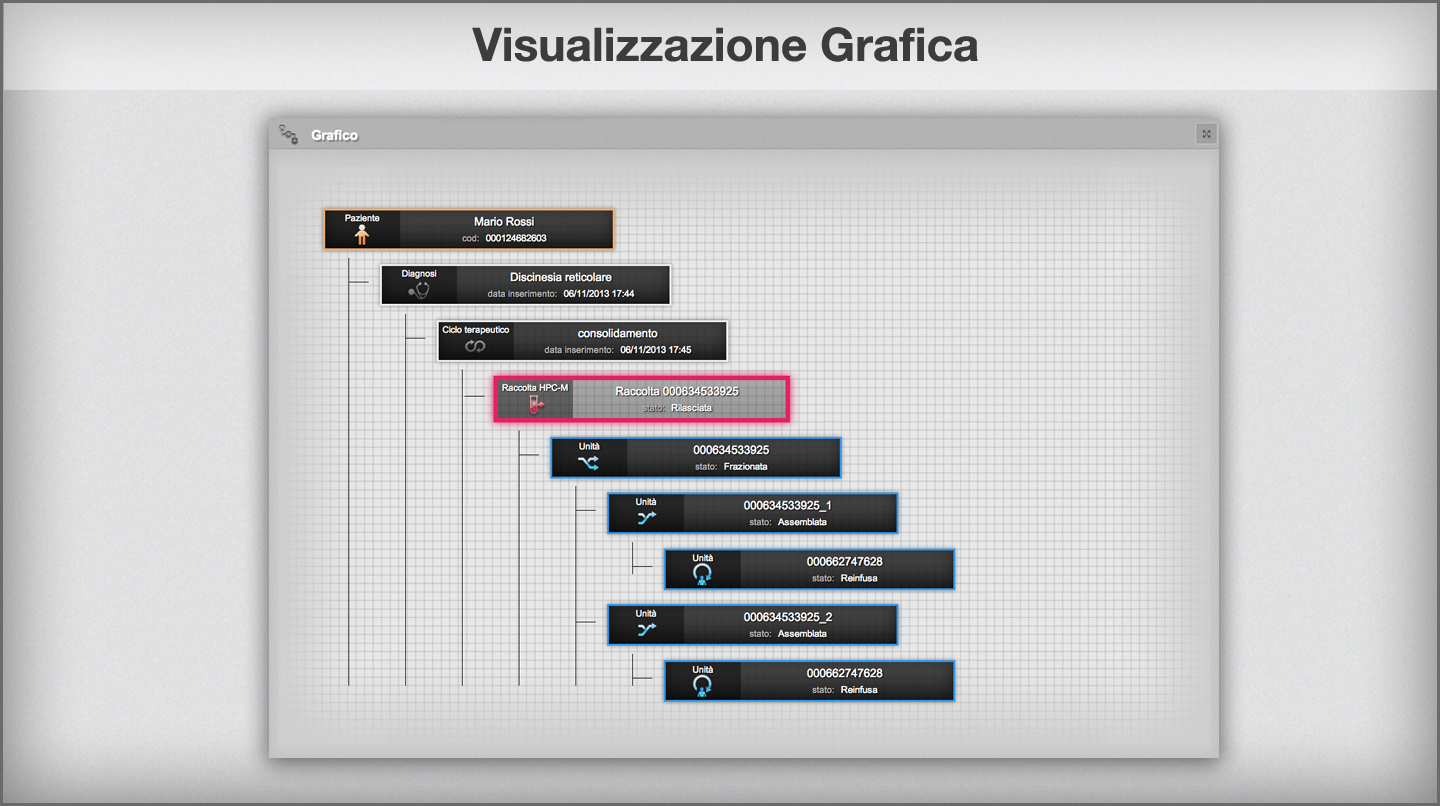 Visualizzazione Grafica
Grafico
Paziente
Mario Rossi
cod: 000124682603
Diagnosi
Discinesia reticolare
data inserimento: 06/11/2013 17:44
Ciclo terapeutico
consolidamento
data inserimento: 06/11/2013 17:45
Raccolta HPC-M
Raccolta 000634533925
stato: Rilasciata
Unità
000634533925
stato: Frazionata
Unità
000634533925_1
stato: Assemblata
Unità
000662747628
stato: Reinfusa
Unità
000634533925_2
stato: Assemblata
Unità
000662747628
stato: Reinfusa